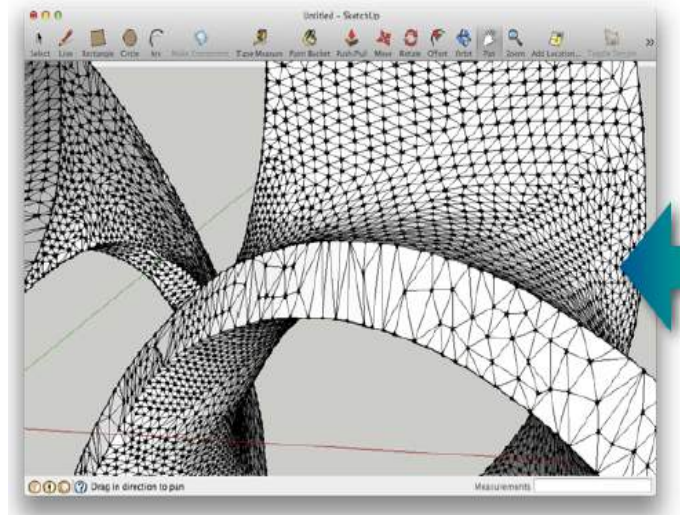 Untitled - SketchUp
Select Line Rectangle Circle Arc Make Component Tape Measure Paint Bucket Push/Pull Move Rotate Offset Orbit Pan Zoom Add Location... Toggle Terrain »
Drag in direction to pan
Measurements